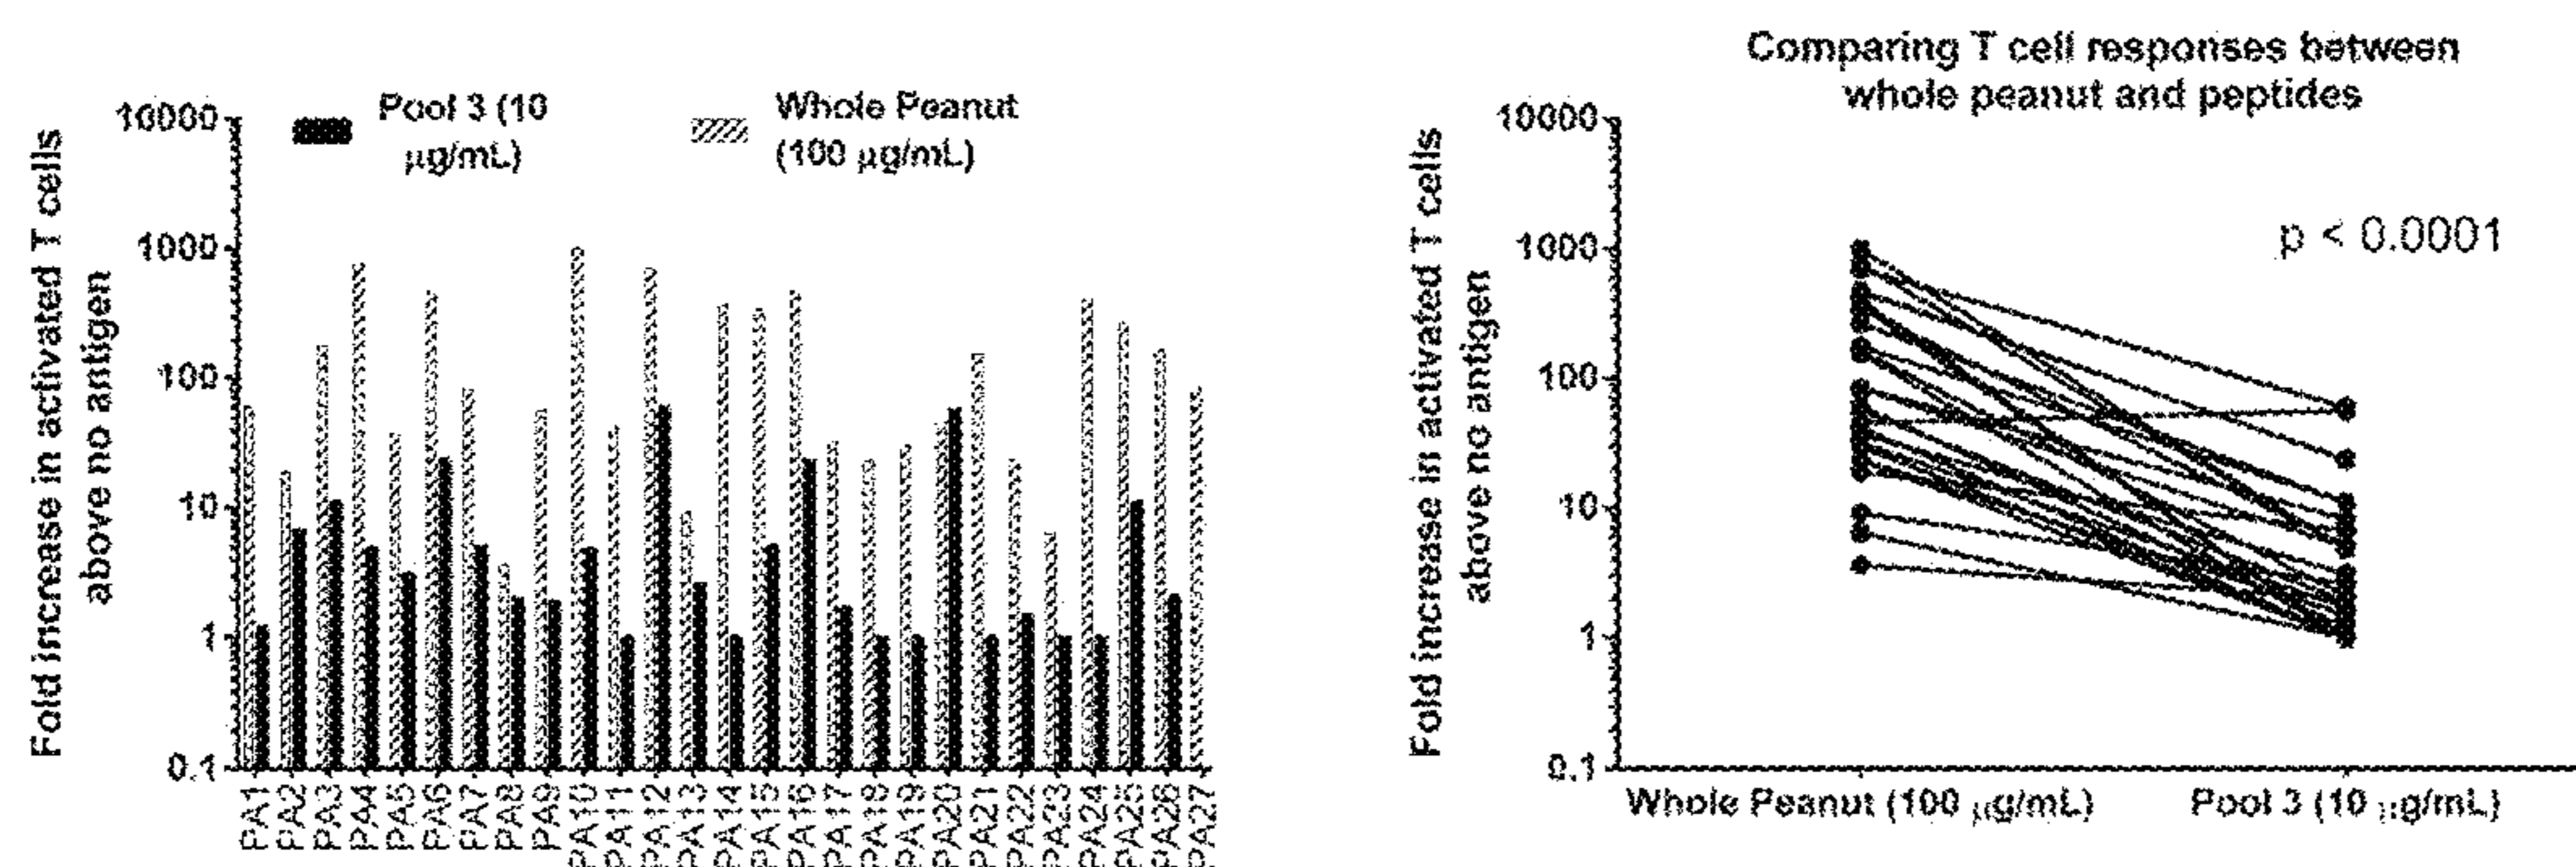 Fold increase in activated T cells
above no antigen
10000
1000
100
10
1
0.1
Pool 3 (10
µg/mL)
Whole Peanut
(100 µg/mL)
PA1
PA2
PA3
PA4
PA5
PA6
PA7
PA8
PA9
PA10
PA11
PA12
PA13
PA14
PA15
PA16
PA17
PA18
PA19
PA20
PA21
PA22
PA23
PA24
PA25
PA26
PA27
Comparing T cell responses between
whole peanut and peptides
Fold increase in activated T cells
above no antigen
10000
1000
100
10
1
0.1
p < 0.0001
Whole Peanut (100 µg/mL)
Pool 3 (10 µg/mL)